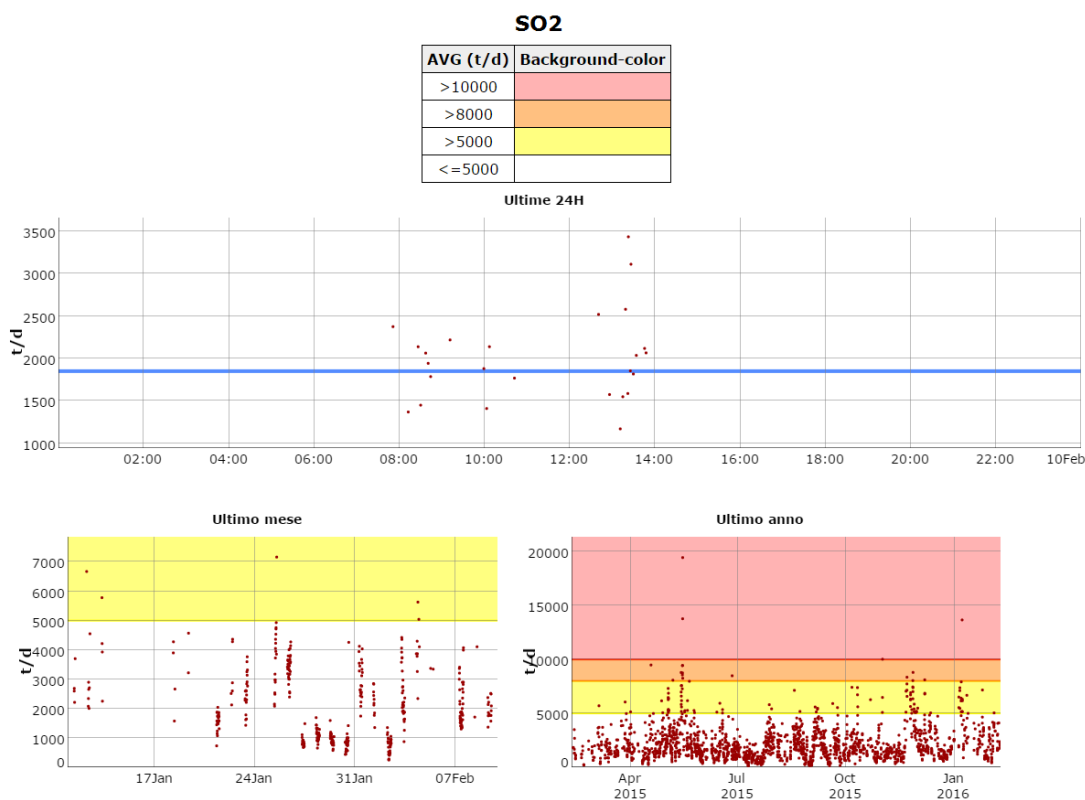 SO2
AVG (t/d) Background-color
>10000
>8000
>5000
<=5000
Ultime 24H
t/d
3500
3000
2500
2000
1500
1000
02:00 04:00 06:00 08:00 10:00 12:00 14:00 16:00 18:00 20:00 22:00 10Feb
Ultimo mese
t/d
7000
6000
5000
4000
3000
2000
1000
0
17Jan 24Jan 31Jan 07Feb
Ultimo anno
t/d
20000
15000
10000
5000
0
Apr Jul Oct Jan
2015 2015 2015 2016